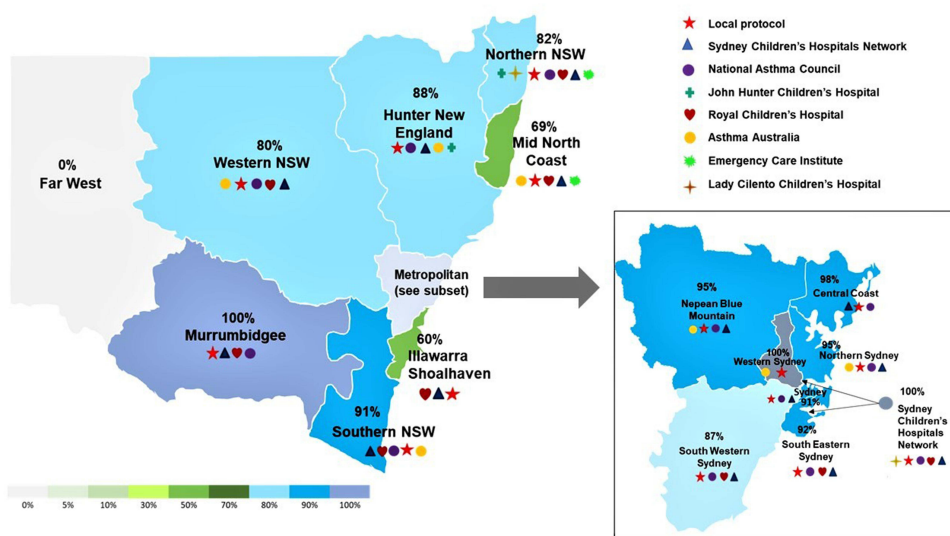 82%
Northern NSW
88%
Hunter New
England
69%
Mid North
Coast
80%
Western NSW
0%
Far West
Metropolitan
(see subset)
100%
Murrumbidgee
60%
Illawarra
Shoalhaven
91%
Southern NSW
0%
5%
10%
30%
50%
70%
80%
90%
100%
Local protocol
Sydney Children's Hospitals Network
National Asthma Council
John Hunter Children's Hospital
Royal Children's Hospital
Asthma Australia
Emergency Care Institute
Lady Cilento Children's Hospital
95%
Nepean Blue
Mountain
98%
Central Coast
95%
Northern Sydney
100%
Western Sydney
Sydney
91%
100%
Sydney
Children's
Hospitals
Network
92%
South Eastern
Sydney
87%
South Western
Sydney